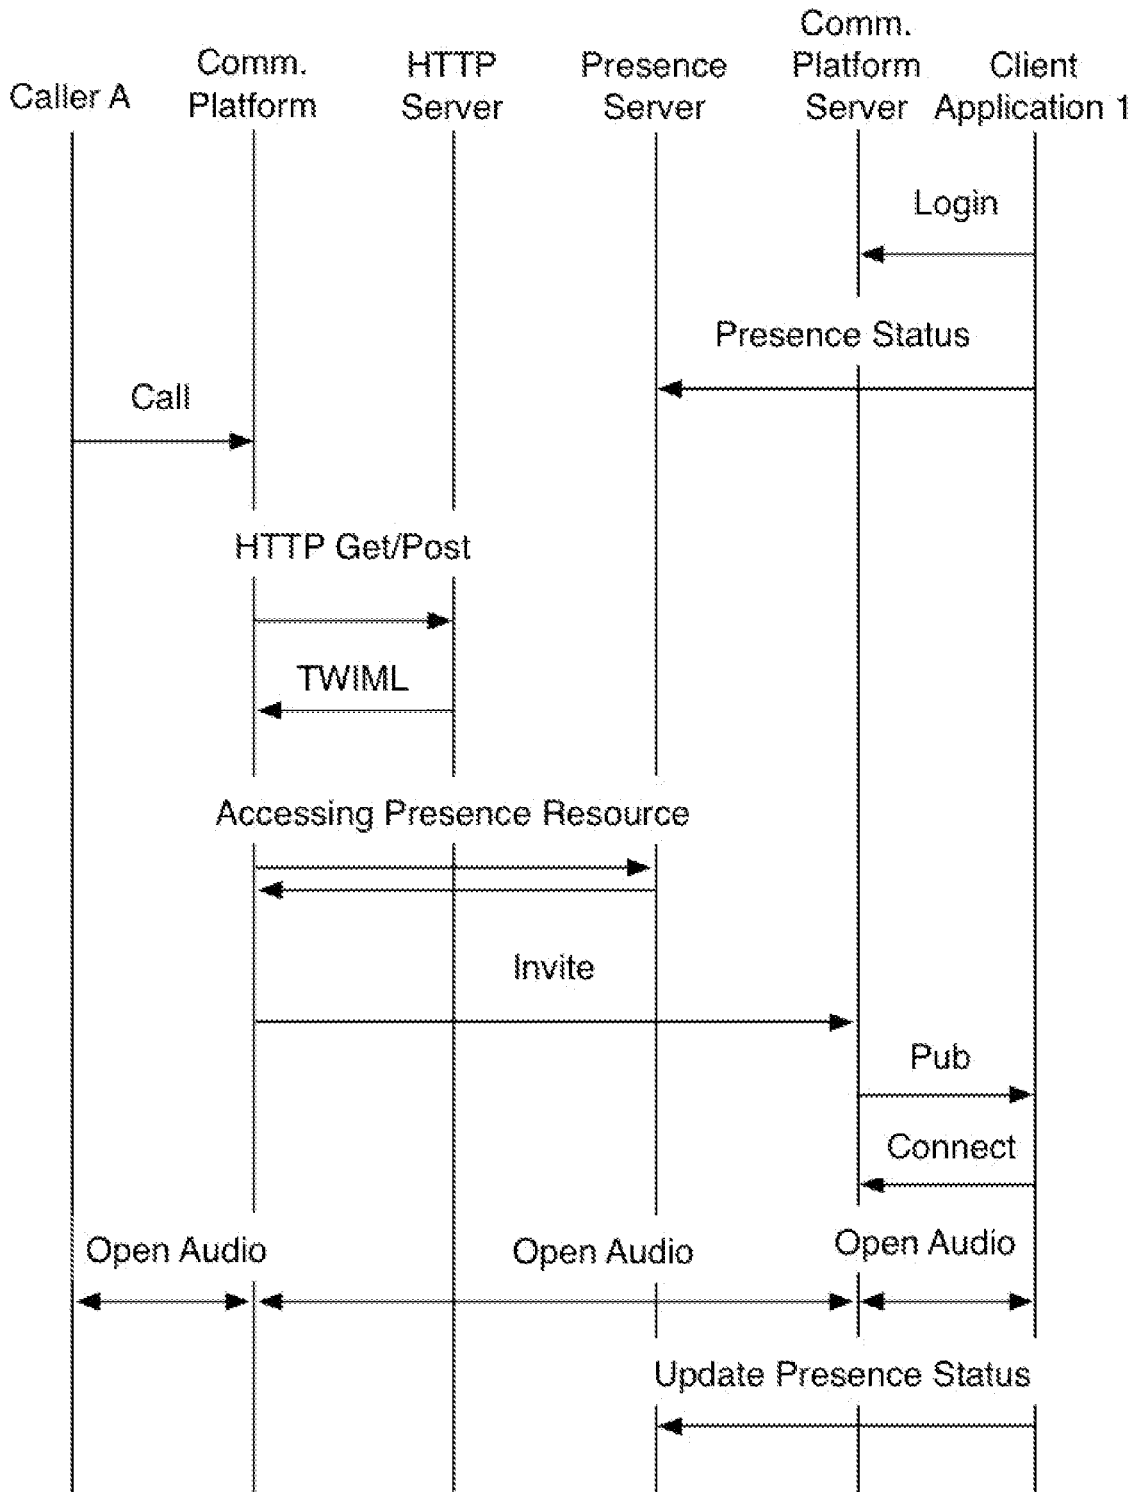 Caller A
Comm.
Platform
HTTP
Server
Presence
Server
Comm.
Platform
Server
Client
Application 1
Login
Presence Status
Call
HTTP Get/Post
TWIML
Accessing Presence Resource
Invite
Pub
Connect
Open Audio
Open Audio
Open Audio
Update Presence Status